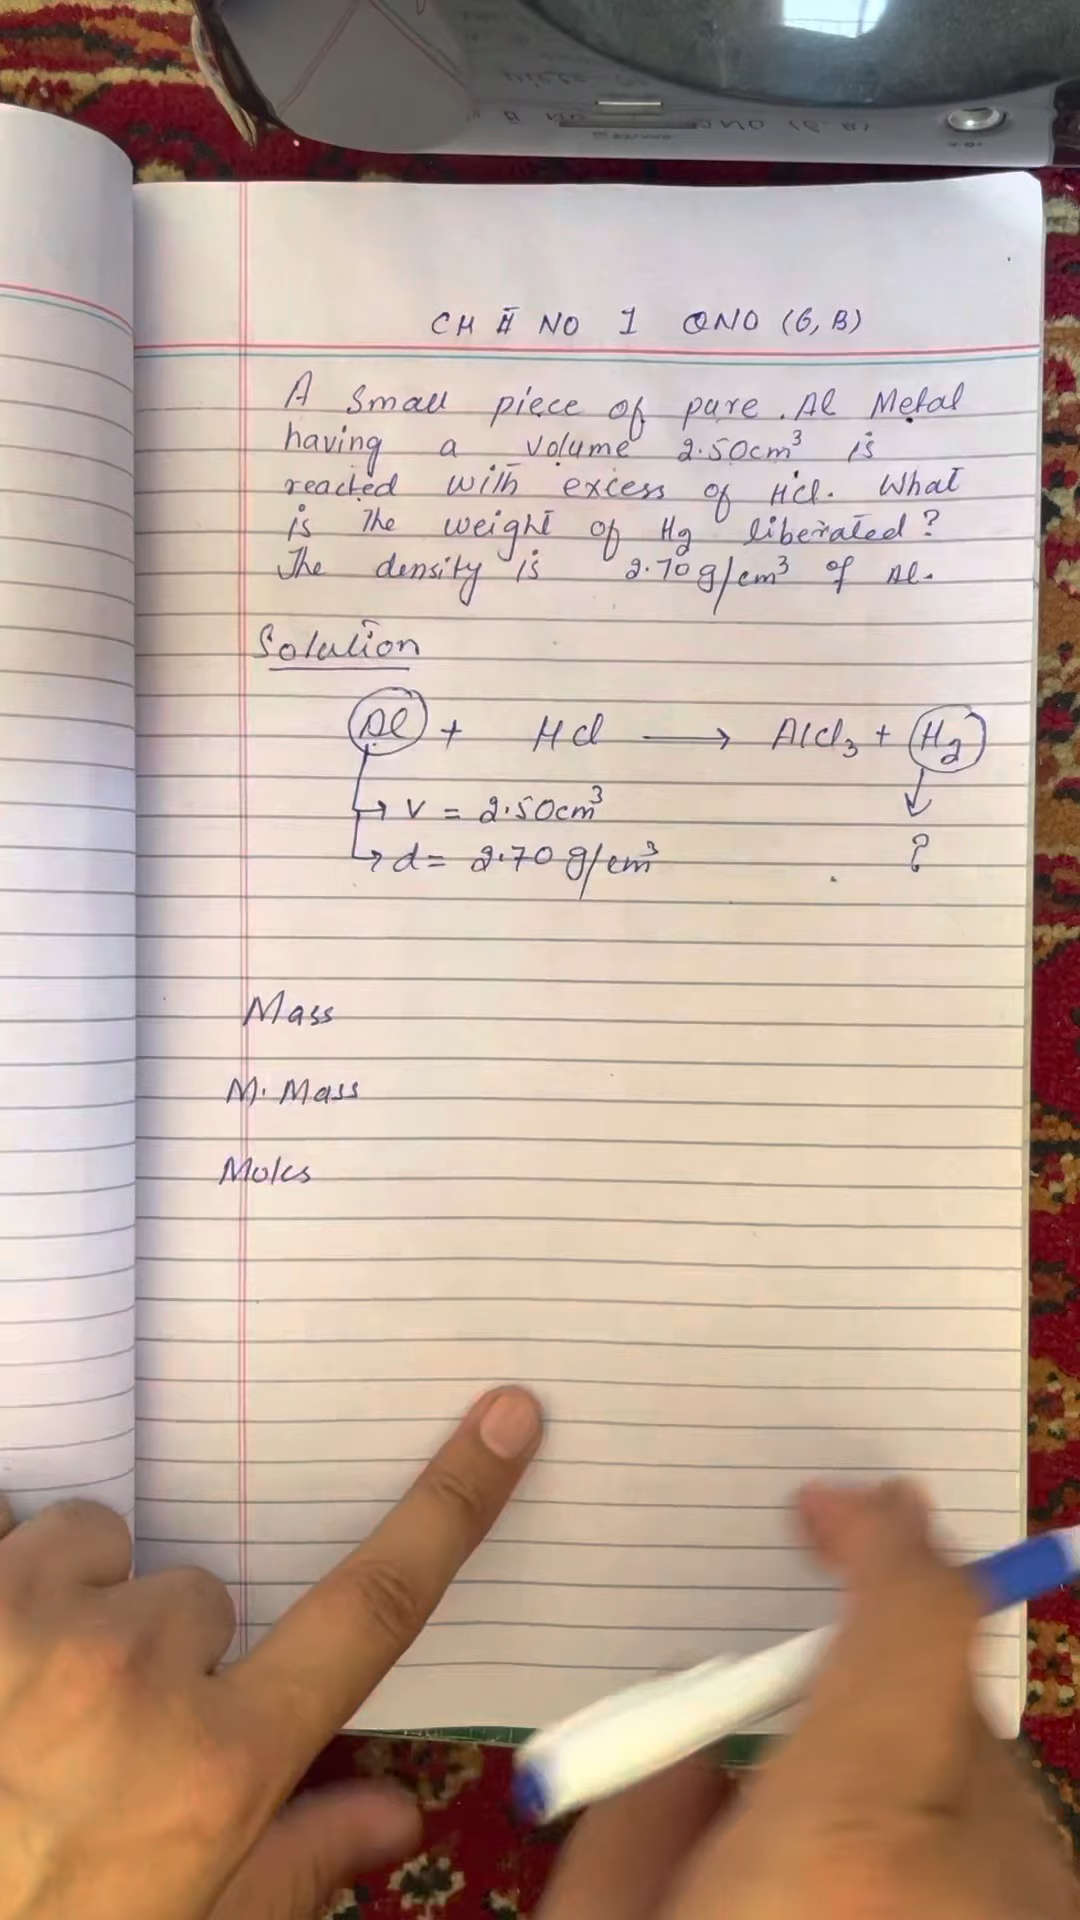 CH # NO 1 QNO (6, B)
A small piece of pure Al Metal
having a volume 2.50cm³ is
reacted with excess of HCl. What
is the weight of H₂ liberated?
The density is 2.70g/cm³ of Al.
Solution
Al + HCl → AlCl₃ + H₂
→ v = 2.50cm³
→ d = 2.70 g/cm³ ?
Mass
M. Mass
Moles